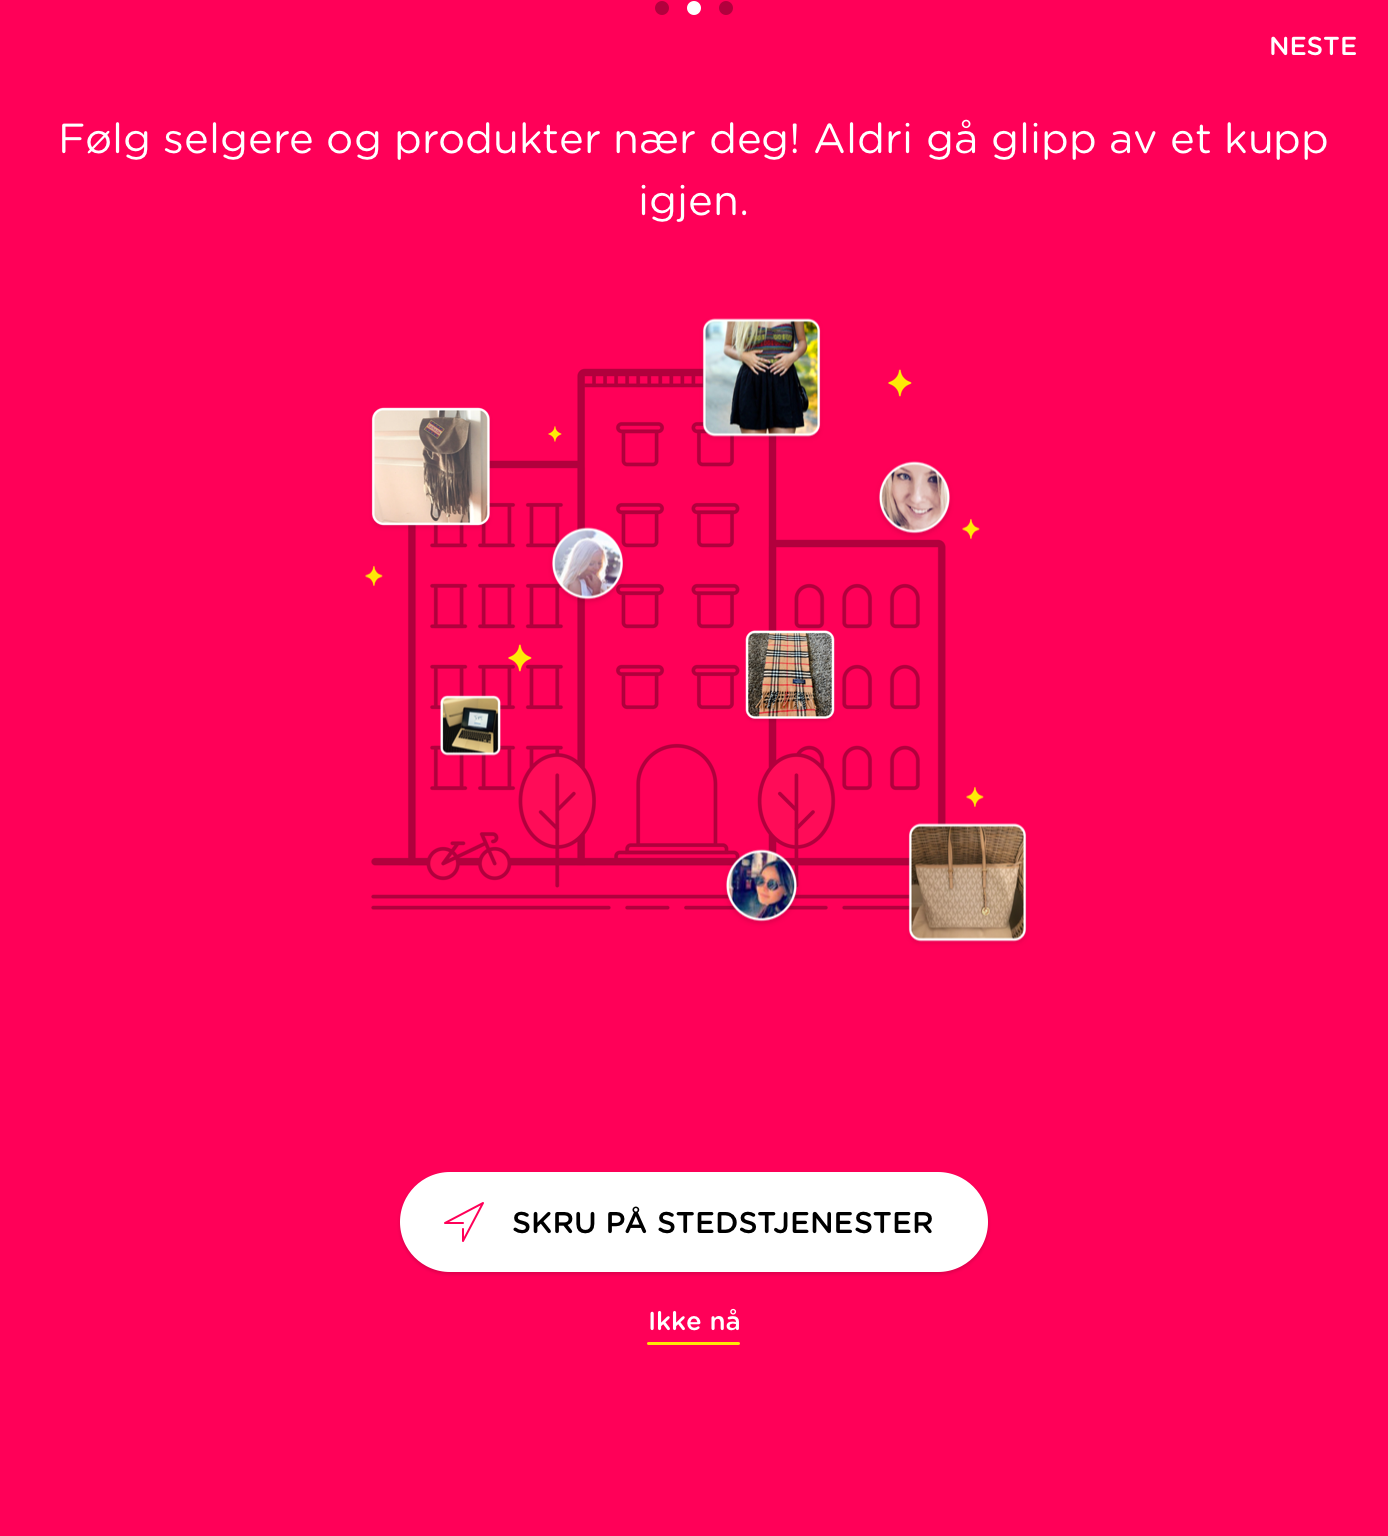 NESTE
Følg selgere og produkter nær deg! Aldri gå glipp av et kupp
igjen.
SKRU PÅ STEDSTJENESTER
Ikke nå